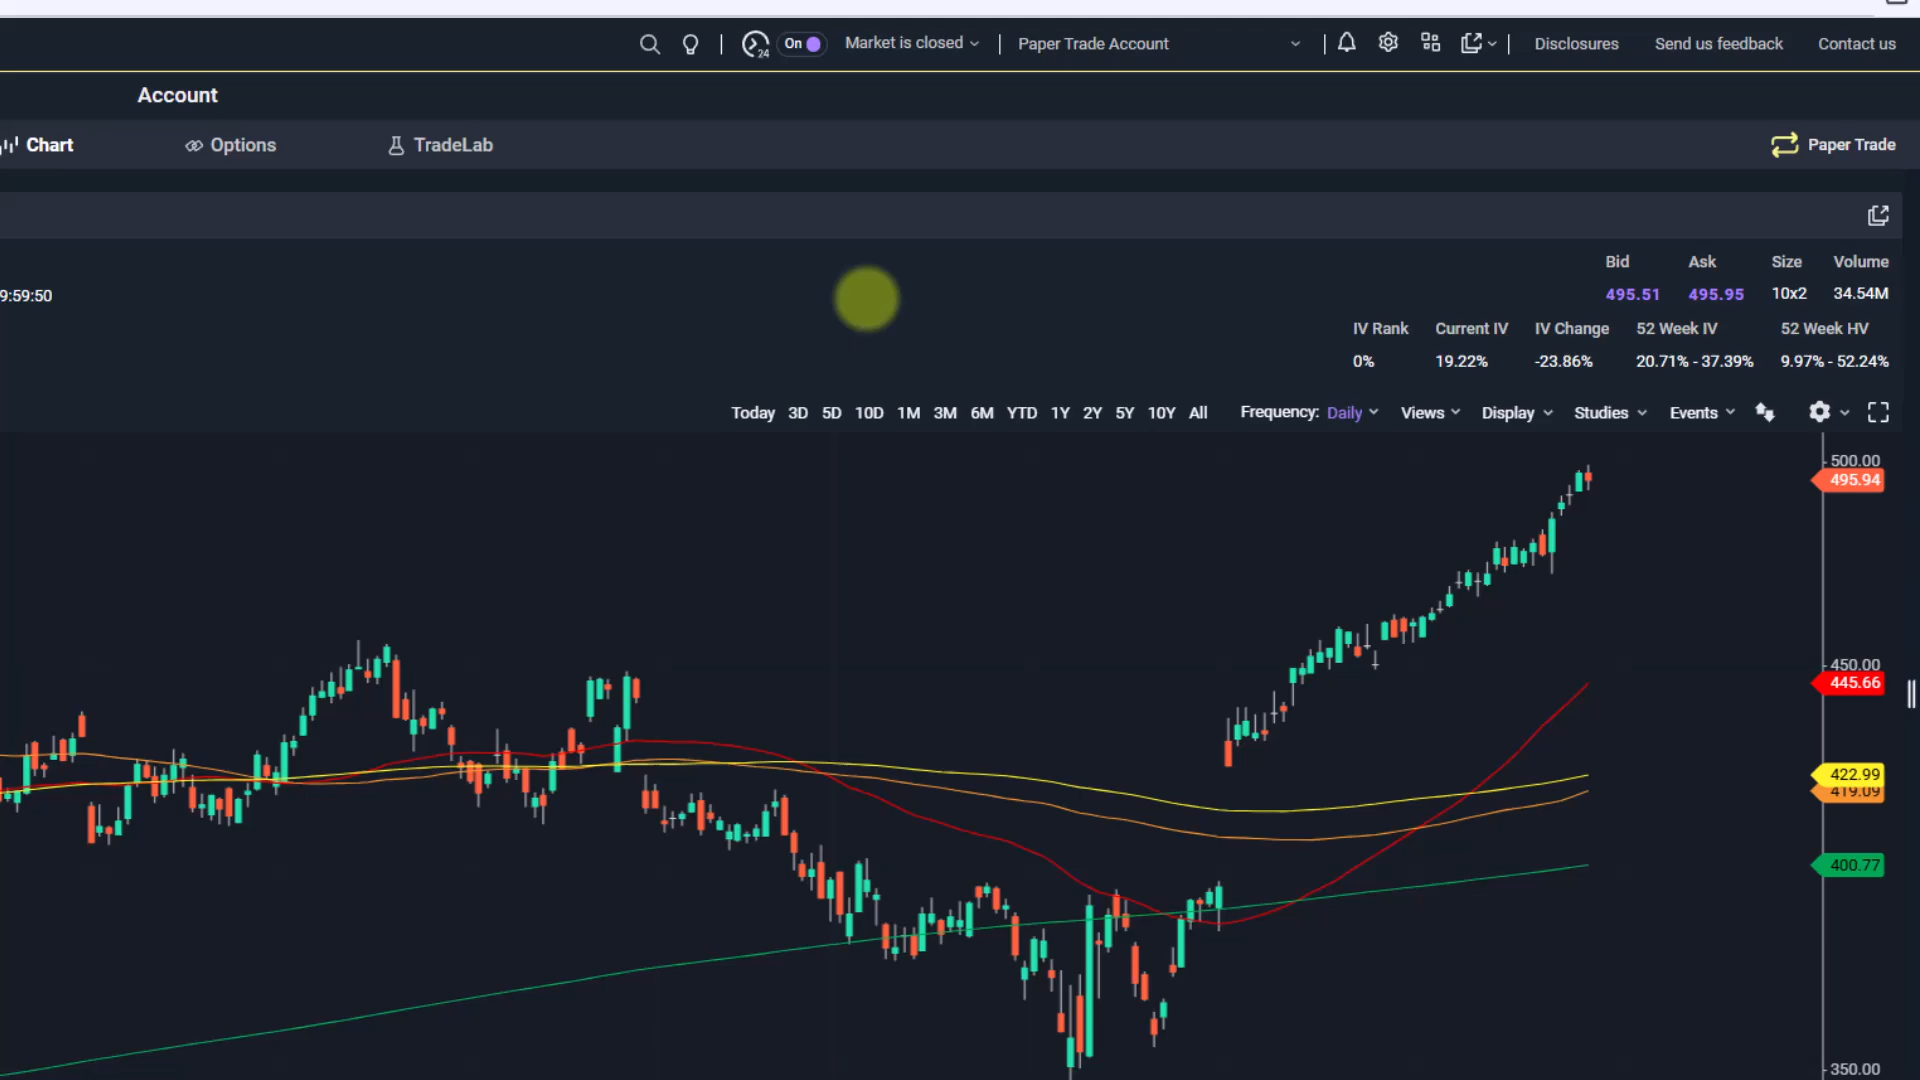 24 On Market is closed Paper Trade Account Disclosures Send us feedback Contact us
Account
Chart Options TradeLab Paper Trade
Bid Ask Size Volume
9:59:50 495.51 495.95 10x2 34.54M
IV Rank Current IV IV Change 52 Week IV 52 Week HV
0% 19.22% -23.86% 20.71% - 37.39% 9.97% - 52.24%
Today 3D 5D 10D 1M 3M 6M YTD 1Y 2Y 5Y 10Y All Frequency: Daily Views Display Studies Events
500.00
495.94
450.00
445.66
422.99
419.09
400.77
350.00